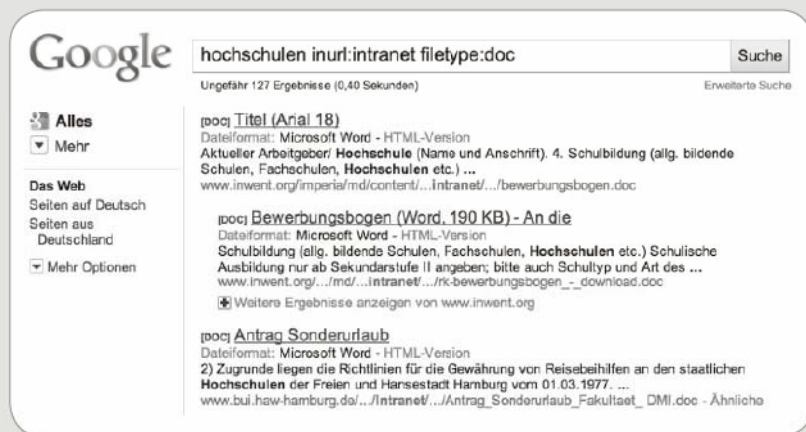 Google
hochschulen inurl:intranet filetype:doc
Suche
Ungefähr 127 Ergebnisse (0,40 Sekunden)
Erweiterte Suche
Alles
Mehr
Das Web
Seiten auf Deutsch
Seiten aus
Deutschland
Mehr Optionen
[DOC] Titel (Arial 18)
Dateiformat: Microsoft Word - HTML-Version
Aktueller Arbeitgeber/ Hochschule (Name und Anschrift). 4. Schulbildung (allg. bildende
Schulen, Fachschulen, Hochschulen etc.) ...
www.inwent.org/imperia/md/content/...intranet/.../bewerbungsbogen.doc
[DOC] Bewerbungsbogen (Word, 190 KB) - An die
Dateiformat: Microsoft Word - HTML-Version
Schulbildung (allg. bildende Schulen, Fachschulen, Hochschulen etc.) Schulische
Ausbildung nur ab Sekundarstufe II angeben; bitte auch Schultyp und Art des ...
www.inwent.org/.../md/...intranet/.../rk-bewerbungsbogen_-_download.doc
Weitere Ergebnisse anzeigen von www.inwent.org
[DOC] Antrag Sonderurlaub
Dateiformat: Microsoft Word - HTML-Version
2) Zugrunde liegen die Richtlinien für die Gewährung von Reisebeihilfen an den staatlichen
Hochschulen der Freien und Hansestadt Hamburg vom 01.03.1977. ...
www.bui.haw-hamburg.de/.../Intranet/.../Antrag_Sonderurlaub_Fakultaet_ DMI.doc - Ähnliche